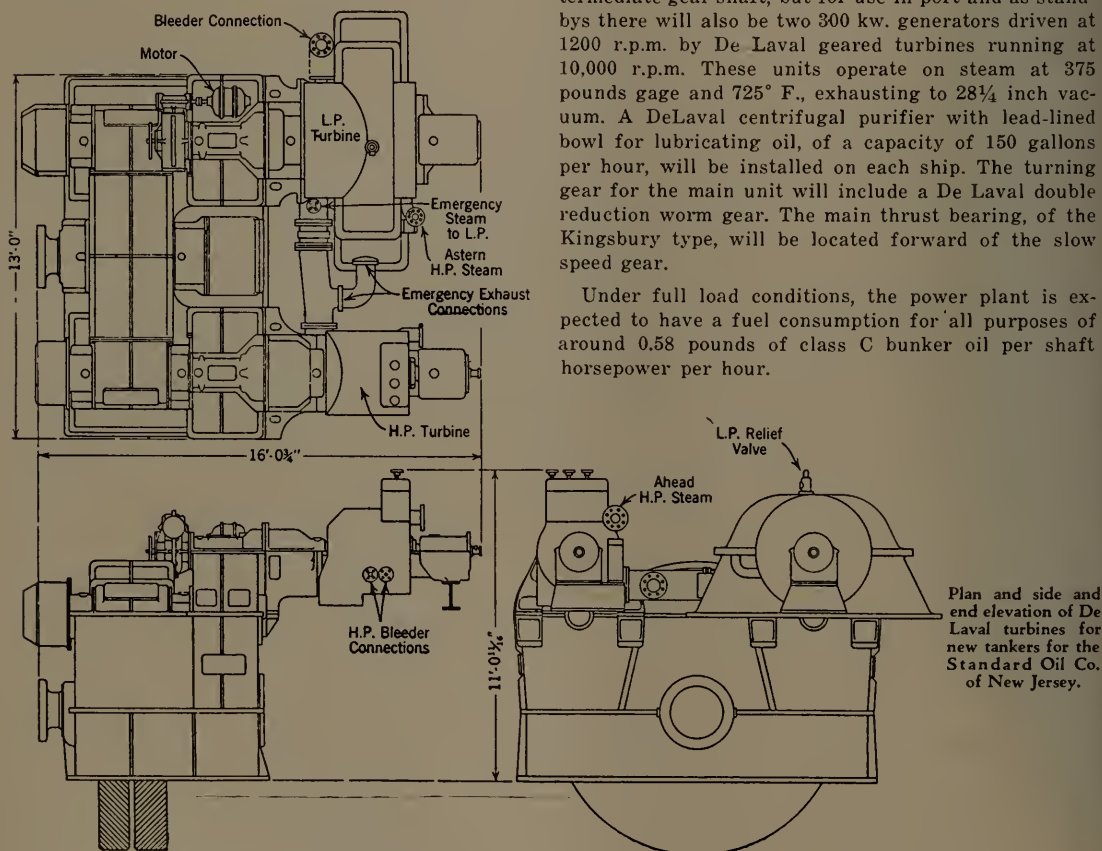 termediate gear shaft, but for use in port and as stand-
bys there will also be two 300 kw. generators driven at
1200 r.p.m. by De Laval geared turbines running at
10,000 r.p.m. These units operate on steam at 375
pounds gage and 725° F., exhausting to 28¼ inch vac-
uum. A DeLaval centrifugal purifier with lead-lined
bowl for lubricating oil, of a capacity of 150 gallons
per hour, will be installed on each ship. The turning
gear for the main unit will include a De Laval double
reduction worm gear. The main thrust bearing, of the
Kingsbury type, will be located forward of the slow
speed gear.
Under full load conditions, the power plant is ex-
pected to have a fuel consumption for all purposes of
around 0.58 pounds of class C bunker oil per shaft
horsepower per hour.
Bleeder Connection
Motor
L.P.
Turbine
13'-0"
Emergency
Steam
to L.P.
Astern
H.P. Steam
Emergency Exhaust
Connections
H.P. Turbine
16'-0¾"
H.P. Bleeder
Connections
11'-0 11/16"
Ahead
H.P. Steam
L.P. Relief
Valve
Plan and side and
end elevation of De
Laval turbines for
new tankers for the
Standard Oil Co.
of New Jersey.